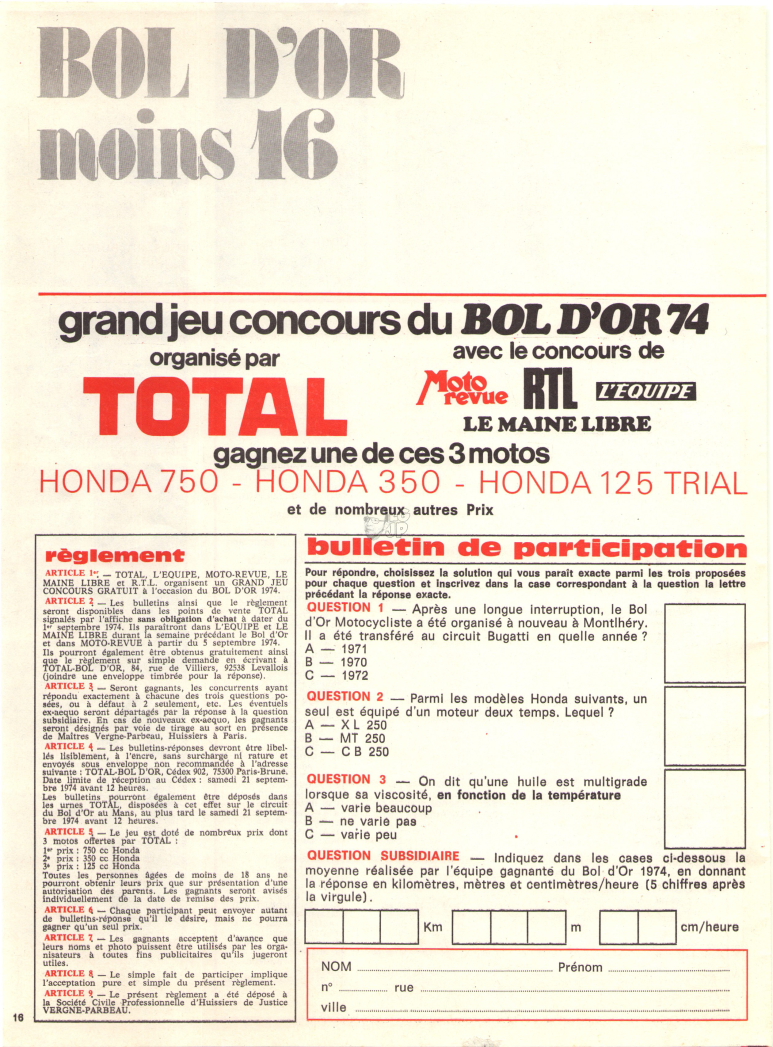 BOL D'OR
moins 16
grand jeu concours du BOL D'OR 74
organisé par
TOTAL
avec le concours de
Moto revue RTL L'EQUIPE
LE MAINE LIBRE
gagnez une de ces 3 motos
HONDA 750 - HONDA 350 - HONDA 125 TRIAL
et de nombreux autres Prix
règlement
ARTICLE 1er. — TOTAL, L'EQUIPE, MOTO-REVUE, LE
MAINE LIBRE et R.T.L. organisent un GRAND JEU
CONCOURS GRATUIT à l'occasion du BOL D'OR 1974.
ARTICLE 2. — Les bulletins ainsi que le règlement
seront disponibles dans les points de vente TOTAL
signalés par l'affiche sans obligation d'achat à dater du
1er septembre 1974. Ils paraîtront dans L'EQUIPE et LE
MAINE LIBRE durant la semaine précédant le Bol d'Or
et dans MOTO-REVUE à partir du 5 septembre 1974.
Ils pourront également être obtenus gratuitement ainsi
que le règlement sur simple demande en écrivant à
TOTAL-BOL D'OR, 84, rue de Villiers, 92538 Levallois
(joindre une enveloppe timbrée pour la réponse).
ARTICLE 3. — Seront gagnants, les concurrents ayant
répondu exactement à chacune des trois questions po-
sées, ou à défaut à 2 seulement, etc. Les éventuels
ex-aequo seront départagés par la réponse à la question
subsidiaire. En cas de nouveaux ex-aequo, les gagnants
seront désignés par voie de tirage au sort en présence
de Maîtres Vergne-Parbeau, Huissiers à Paris.
ARTICLE 4. — Les bulletins-réponses devront être libel-
lés lisiblement, à l'encre, sans surcharge ni rature et
envoyés sous enveloppe non recommandée à l'adresse
suivante : TOTAL-BOL D'OR, Cédex 902, 75300 Paris-Brune.
Date limite de réception au Cédex : samedi 21 septem-
bre 1974 avant 12 heures.
Les bulletins pourront également être déposés dans
les urnes TOTAL, disposées à cet effet sur le circuit
du Bol d'Or au Mans, au plus tard le samedi 21 septem-
bre 1974 avant 12 heures.
ARTICLE 5. — Le jeu est doté de nombreux prix dont
3 motos offertes par TOTAL :
1er prix : 750 cc Honda
2e prix : 350 cc Honda
3e prix : 125 cc Honda
Toutes les personnes âgées de moins de 18 ans ne
pourront obtenir leurs prix que sur présentation d'une
autorisation des parents. Les gagnants seront avisés
individuellement de la date de remise des prix.
ARTICLE 6. — Chaque participant peut envoyer autant
de bulletins-réponse qu'il le désire, mais ne pourra
gagner qu'un seul prix.
ARTICLE 7. — Les gagnants acceptent d'avance que
leurs noms et photo puissent être utilisés par les orga-
nisateurs à toutes fins publicitaires qu'ils jugeront
utiles.
ARTICLE 8. — Le simple fait de participer implique
l'acceptation pure et simple du présent règlement.
ARTICLE 9. — Le présent règlement a été déposé à
la Société Civile Professionnelle d'Huissiers de Justice
VERGNE-PARBEAU.
bulletin de participation
Pour répondre, choisissez la solution qui vous parait exacte parmi les trois proposées
pour chaque question et inscrivez dans la case correspondant à la question la lettre
précédant la réponse exacte.
QUESTION 1 — Après une longue interruption, le Bol
d'Or Motocycliste a été organisé à nouveau à Montlhéry.
Il a été transféré au circuit Bugatti en quelle année ?
A — 1971
B — 1970
C — 1972
QUESTION 2 — Parmi les modèles Honda suivants, un
seul est équipé d'un moteur deux temps. Lequel ?
A — X L 250
B — MT 250
C — C B 250
QUESTION 3 — On dit qu'une huile est multigrade
lorsque sa viscosité, en fonction de la température
A — varie beaucoup
B — ne varie pas
C — varie peu
QUESTION SUBSIDIAIRE — Indiquez dans les cases ci-dessous la
moyenne réalisée par l'équipe gagnante du Bol d'Or 1974, en donnant
la réponse en kilomètres, mètres et centimètres/heure (5 chiffres après
la virgule).
Km m cm/heure
NOM Prénom
n° rue
ville
16